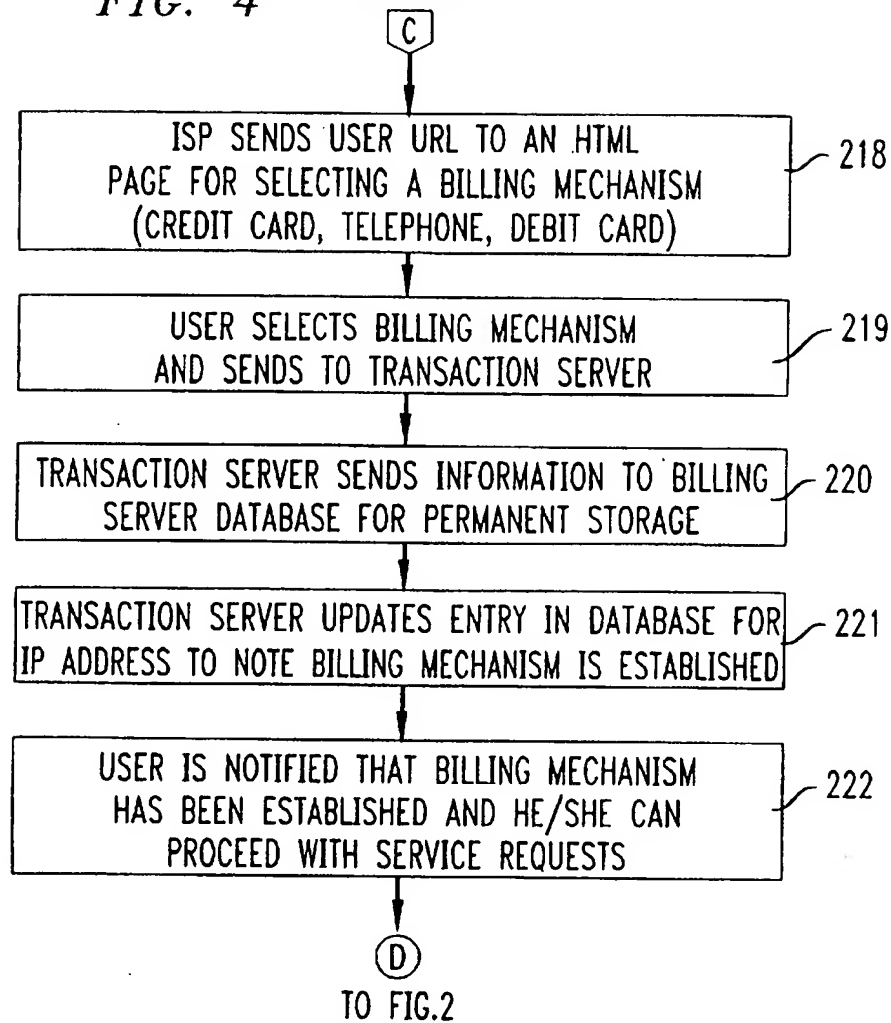 FIG. 4
C
ISP SENDS USER URL TO AN HTML
PAGE FOR SELECTING A BILLING MECHANISM
(CREDIT CARD, TELEPHONE, DEBIT CARD)
218
USER SELECTS BILLING MECHANISM
AND SENDS TO TRANSACTION SERVER
219
TRANSACTION SERVER SENDS INFORMATION TO BILLING
SERVER DATABASE FOR PERMANENT STORAGE
220
TRANSACTION SERVER UPDATES ENTRY IN DATABASE FOR
IP ADDRESS TO NOTE BILLING MECHANISM IS ESTABLISHED
221
USER IS NOTIFIED THAT BILLING MECHANISM
HAS BEEN ESTABLISHED AND HE/SHE CAN
PROCEED WITH SERVICE REQUESTS
222
D
TO FIG.2